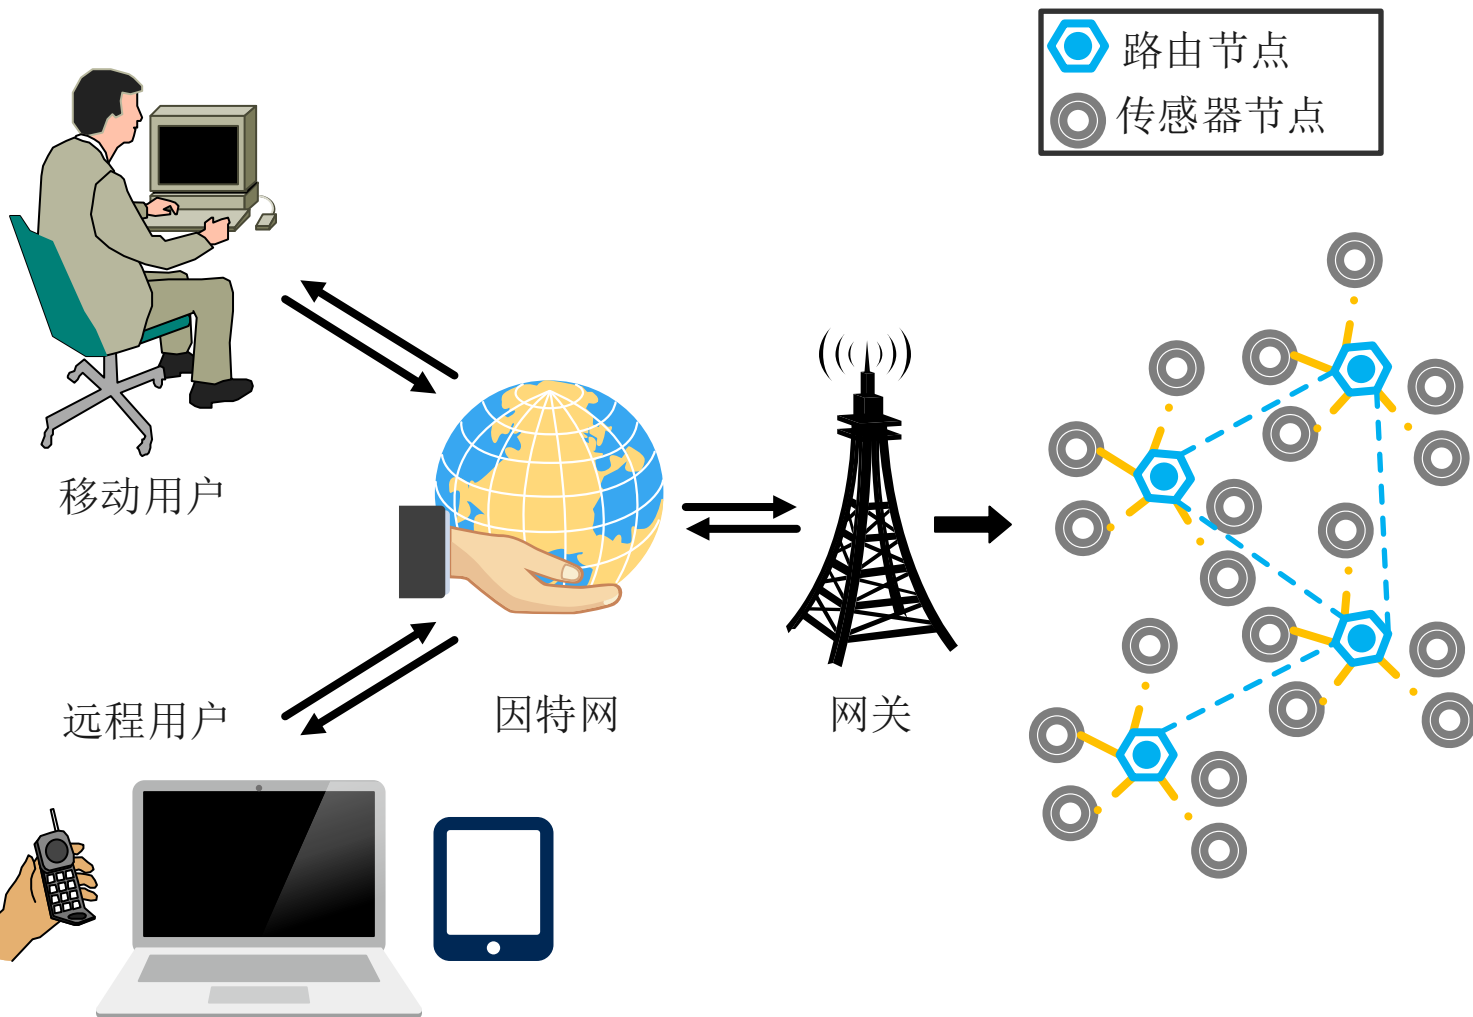 路由节点
传感器节点
移动用户
远程用户
因特网
网关